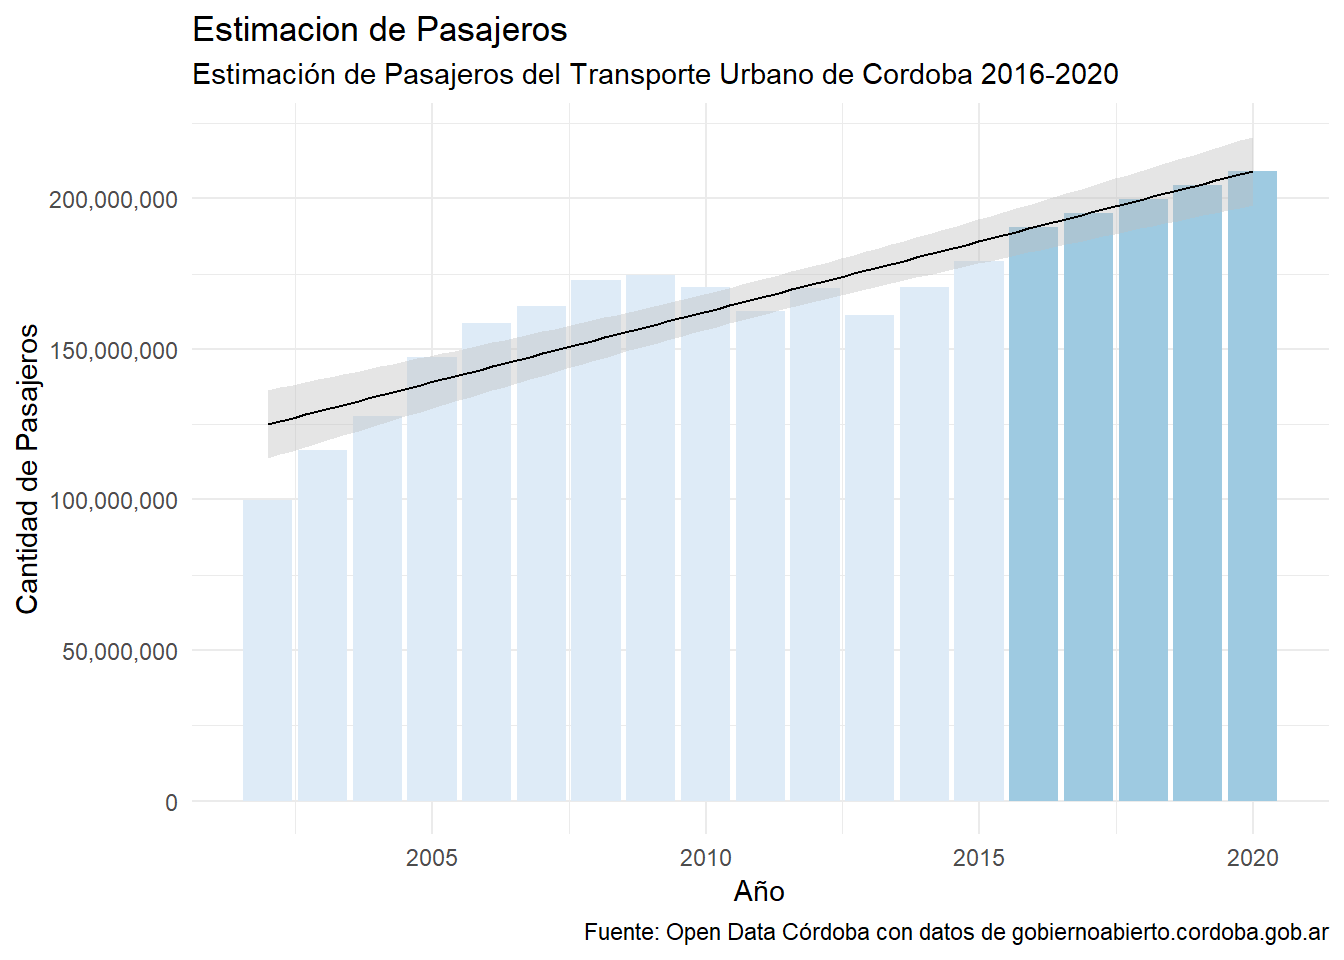 Estimacion de Pasajeros
Estimación de Pasajeros del Transporte Urbano de Cordoba 2016-2020
Cantidad de Pasajeros
200,000,000
150,000,000
100,000,000
50,000,000
0
2005
2010
2015
2020
Año
Fuente: Open Data Córdoba con datos de gobiernoabierto.cordoba.gob.ar